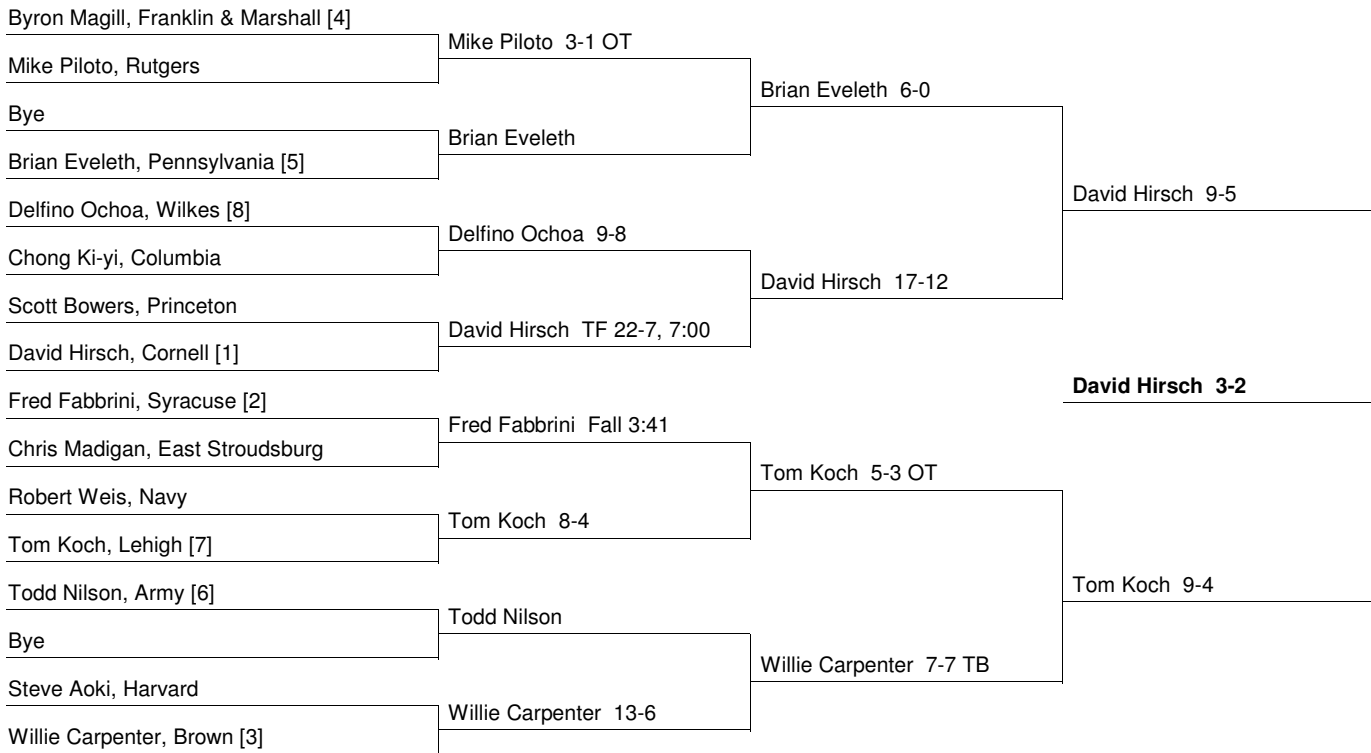 Byron Magill, Franklin & Marshall [4]
Mike Piloto, Rutgers
Bye
Brian Eveleth, Pennsylvania [5]
Delfino Ochoa, Wilkes [8]
Chong Ki-yi, Columbia
Scott Bowers, Princeton
David Hirsch, Cornell [1]
Fred Fabbrini, Syracuse [2]
Chris Madigan, East Stroudsburg
Robert Weis, Navy
Tom Koch, Lehigh [7]
Todd Nilson, Army [6]
Bye
Steve Aoki, Harvard
Willie Carpenter, Brown [3]
Mike Piloto 3-1 OT
Brian Eveleth
Delfino Ochoa 9-8
David Hirsch TF 22-7, 7:00
Fred Fabbrini Fall 3:41
Tom Koch 8-4
Todd Nilson
Willie Carpenter 13-6
Brian Eveleth 6-0
David Hirsch 17-12
Tom Koch 5-3 OT
Willie Carpenter 7-7 TB
David Hirsch 9-5
David Hirsch 3-2
Tom Koch 9-4